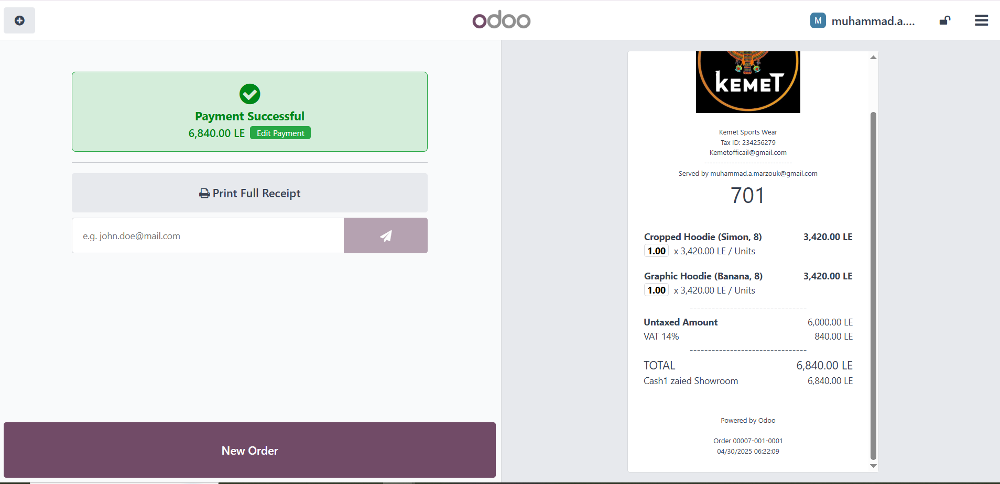 odoo
M muhammad.a....
Payment Successful
6,840.00 LE Edit Payment
Print Full Receipt
e.g. john.doe@mail.com
New Order
KEMET
Kemet Sports Wear
Tax ID: 234256279
Kemetofficail@gmail.com
--------------------------------
Served by muhammad.a.marzouk@gmail.com
701
Cropped Hoodie (Simon, 8) 3,420.00 LE
1.00 x 3,420.00 LE / Units
Graphic Hoodie (Banana, 8) 3,420.00 LE
1.00 x 3,420.00 LE / Units
--------------------------------
Untaxed Amount 6,000.00 LE
VAT 14% 840.00 LE
--------------------------------
TOTAL 6,840.00 LE
Cash1 zaied Showroom 6,840.00 LE
Powered by Odoo
Order 00007-001-0001
04/30/2025 06:22:09